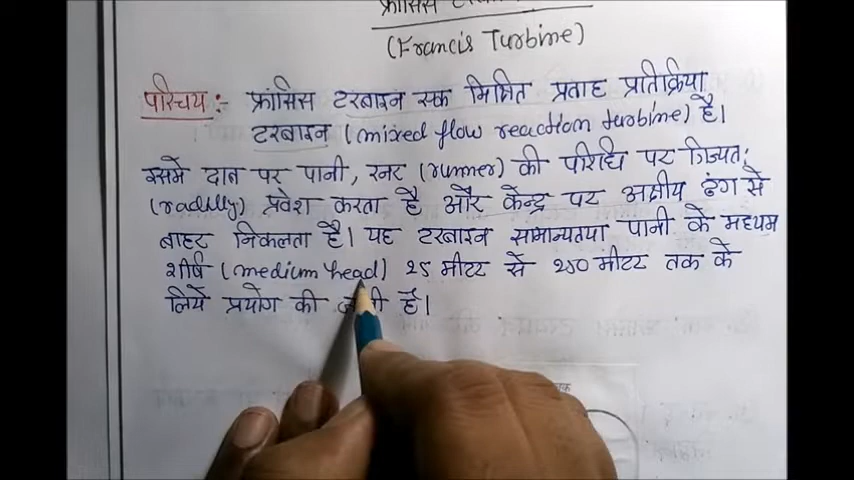 फ्रांसिस
(Francis Turbine)
परिचय:- फ्रांसिस टरबाइन एक मिश्रित प्रवाह प्रतिक्रिया
टरबाइन (mixed flow reaction turbine) है।
इसमें दाब पर पानी, रनर (runner) की परिधि पर त्रिज्यतः
(radilly) प्रवेश करता है और केन्द्र पर अक्षीय ढंग से
बाहर निकलता है। यह टरबाइन सामान्यतया पानी के मध्यम
शीर्ष (medium head) 25 मीटर से 250 मीटर तक के
लिये प्रयोग की जाती है।